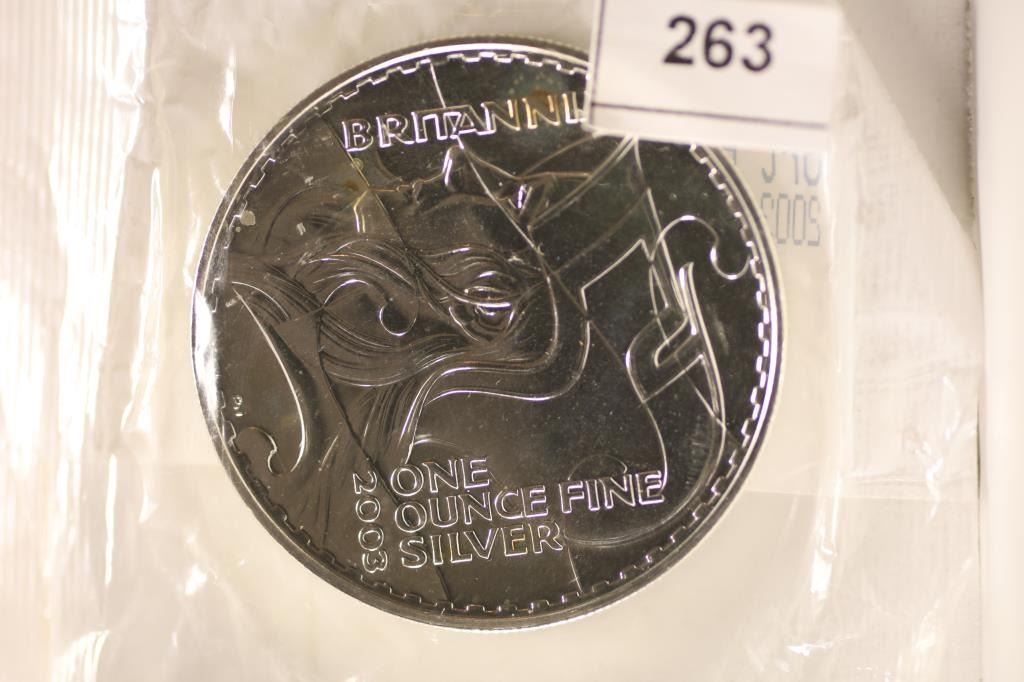 263
BRITANNI
2003
ONE
OUNCE FINE
SILVER